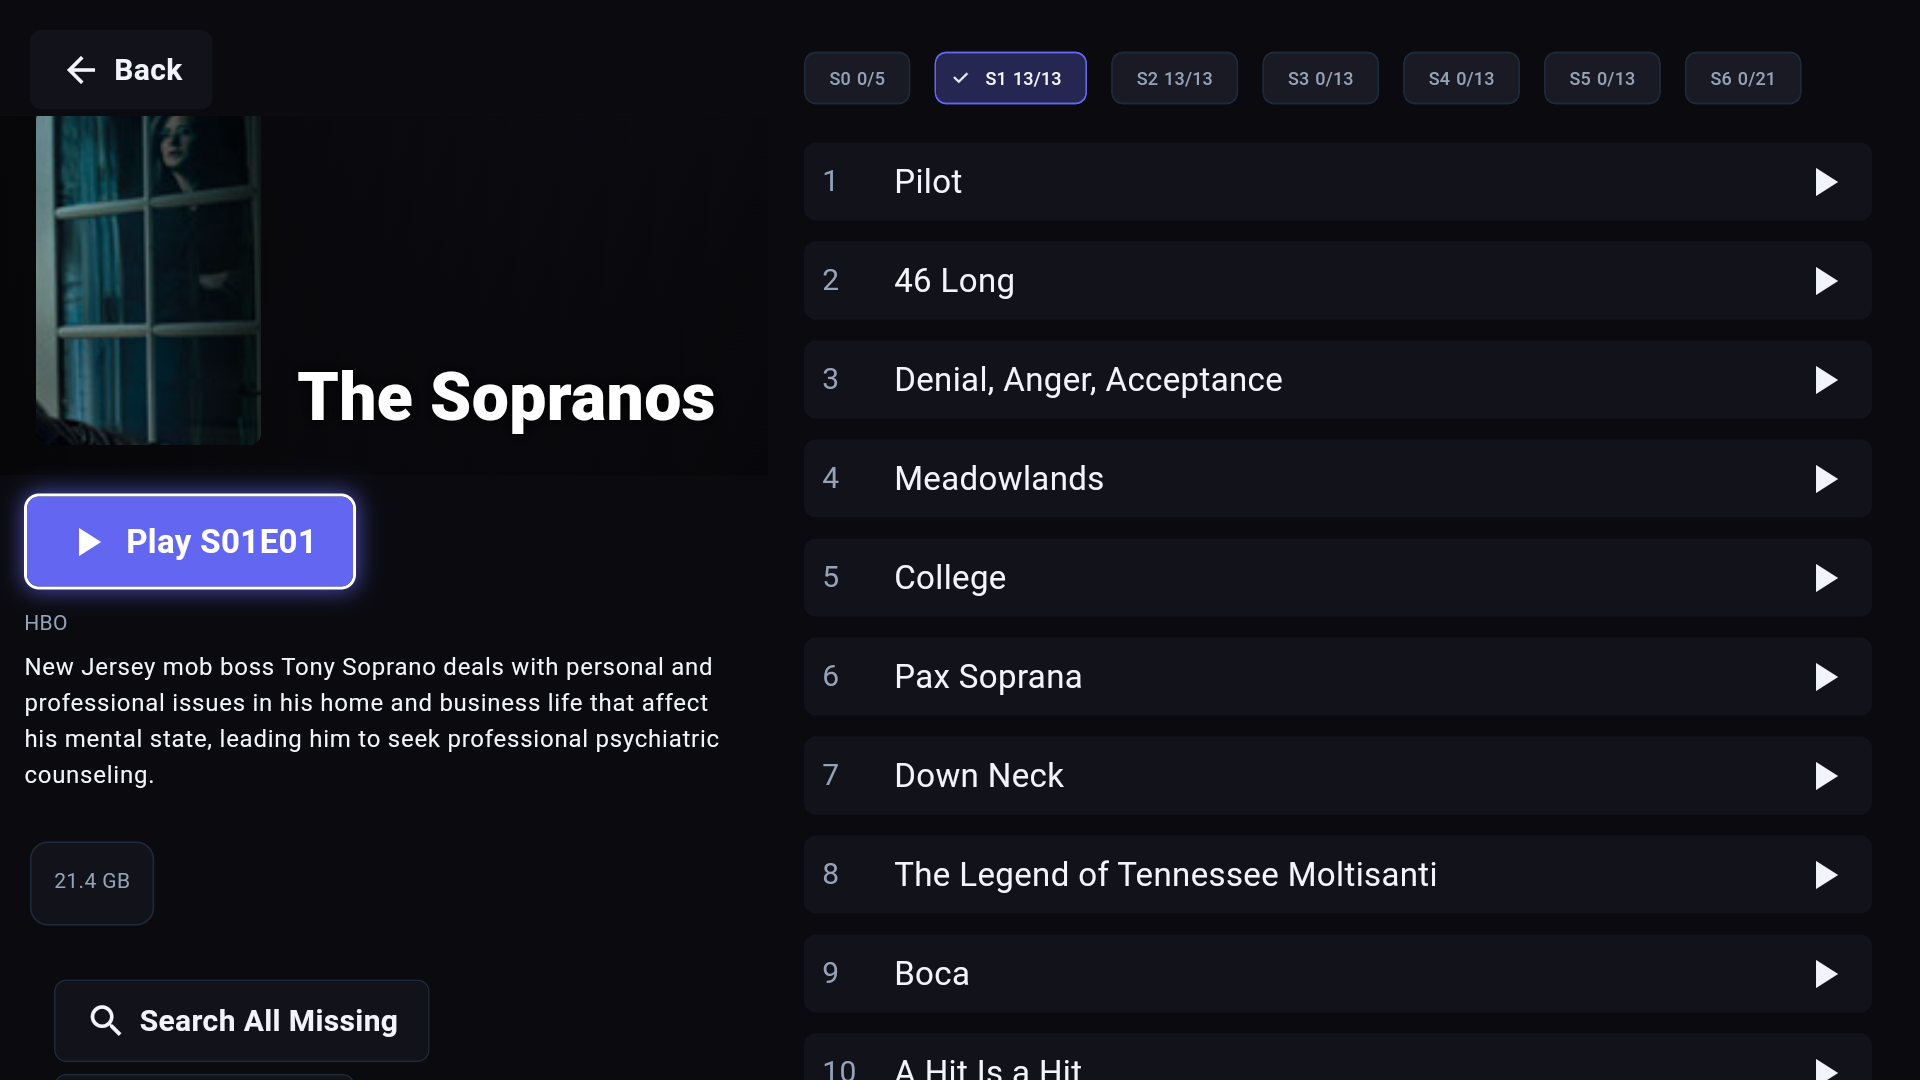 Back
The Sopranos
Play S01E01
HBO
New Jersey mob boss Tony Soprano deals with personal and
professional issues in his home and business life that affect
his mental state, leading him to seek professional psychiatric
counseling.
21.4 GB
Search All Missing
S0 0/5
S1 13/13
S2 13/13
S3 0/13
S4 0/13
S5 0/13
S6 0/21
1 Pilot
2 46 Long
3 Denial, Anger, Acceptance
4 Meadowlands
5 College
6 Pax Soprana
7 Down Neck
8 The Legend of Tennessee Moltisanti
9 Boca
10 A Hit Is a Hit